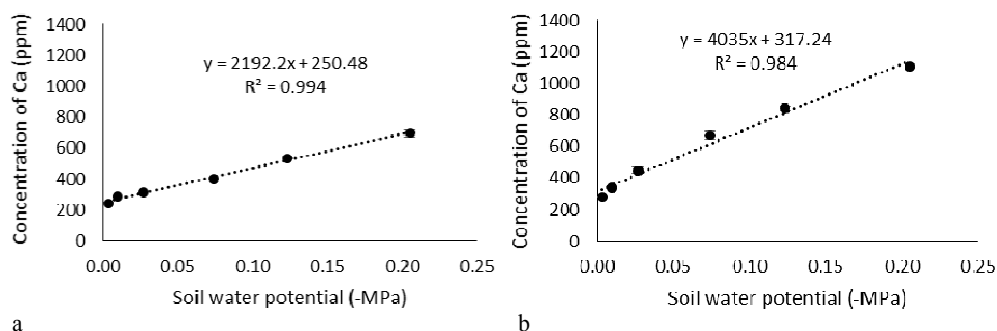 1400
1200
1000
800
600
400
200
0
Concentration of Ca (ppm)
y = 2192.2x + 250.48
R² = 0.994
0.00 0.05 0.10 0.15 0.20 0.25
Soil water potential (-MPa)
a
1400
1200
1000
800
600
400
200
0
Concentration of Ca (ppm)
y = 4035x + 317.24
R² = 0.984
0.00 0.05 0.10 0.15 0.20 0.25
Soil water potential (-MPa)
b